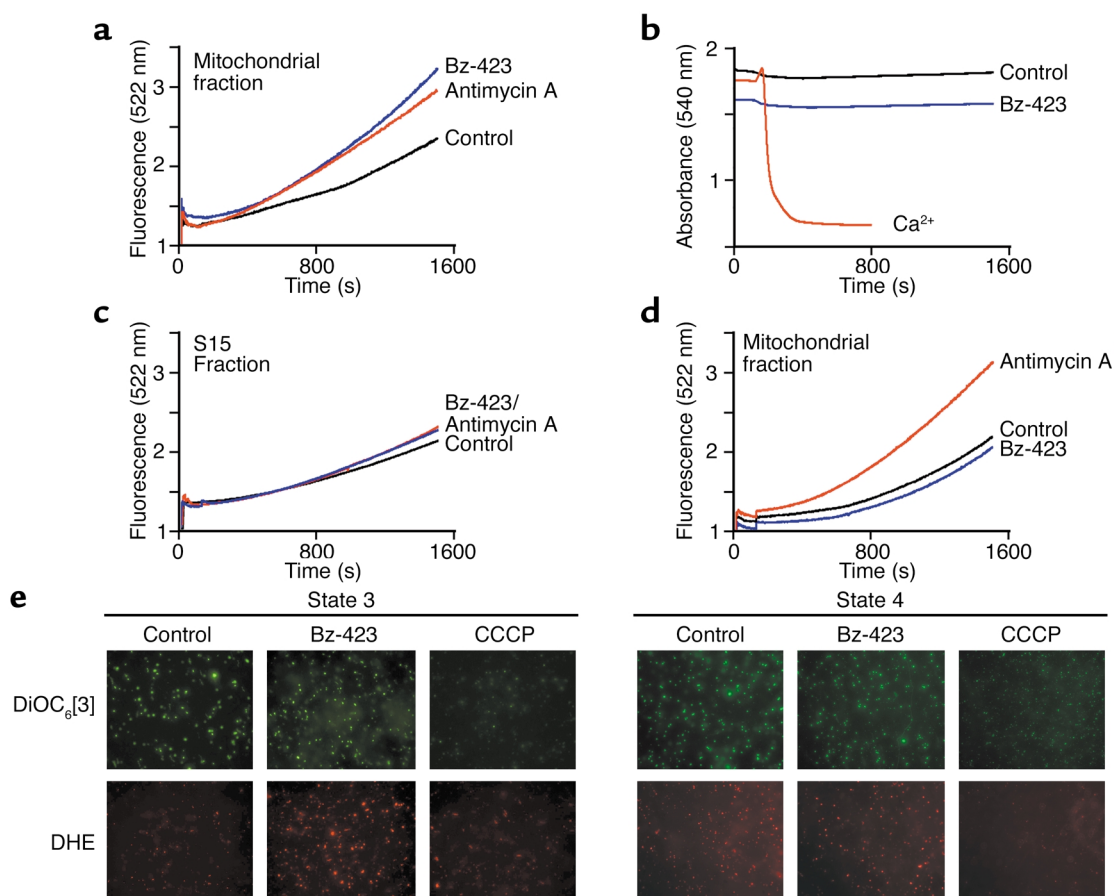 a
Fluorescence (522 nm)
Mitochondrial
fraction
Bz-423
Antimycin A
Control
3
2
1
0
800
1600
Time (s)
b
Absorbance (540 nm)
2
1
Control
Bz-423
Ca²⁺
0
800
1600
Time (s)
c
Fluorescence (522 nm)
S15
Fraction
Bz-423/
Antimycin A
Control
3
2
1
0
800
1600
Time (s)
d
Fluorescence (522 nm)
Mitochondrial
fraction
Antimycin A
Control
Bz-423
3
2
1
0
800
1600
Time (s)
e
State 3
State 4
Control Bz-423 CCCP
Control Bz-423 CCCP
DiOC₆[3]
DHE